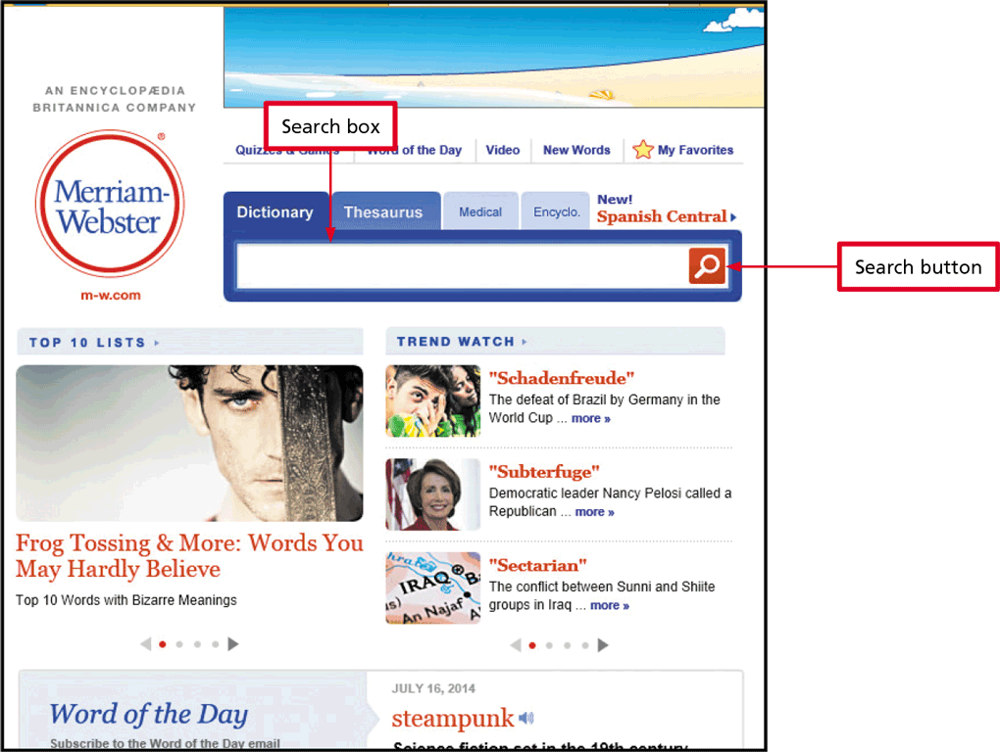 AN ENCYCLOPÆDIA
BRITANNICA COMPANY
Merriam-
Webster
®
m-w.com
Search box
Quizzes & Games
Word of the Day
Video
New Words
My Favorites
Dictionary
Thesaurus
Medical
Encyclo.
New!
Spanish Central
Search button
TOP 10 LISTS
Frog Tossing & More: Words You
May Hardly Believe
Top 10 Words with Bizarre Meanings
TREND WATCH
"Schadenfreude"
The defeat of Brazil by Germany in the
World Cup ... more »
"Subterfuge"
Democratic leader Nancy Pelosi called a
Republican ... more »
IRAQ
An Najaf
"Sectarian"
The conflict between Sunni and Shiite
groups in Iraq ... more »
Word of the Day
Subscribe to the Word of the Day email
JULY 16, 2014
steampunk
Science fiction set in the 19th century